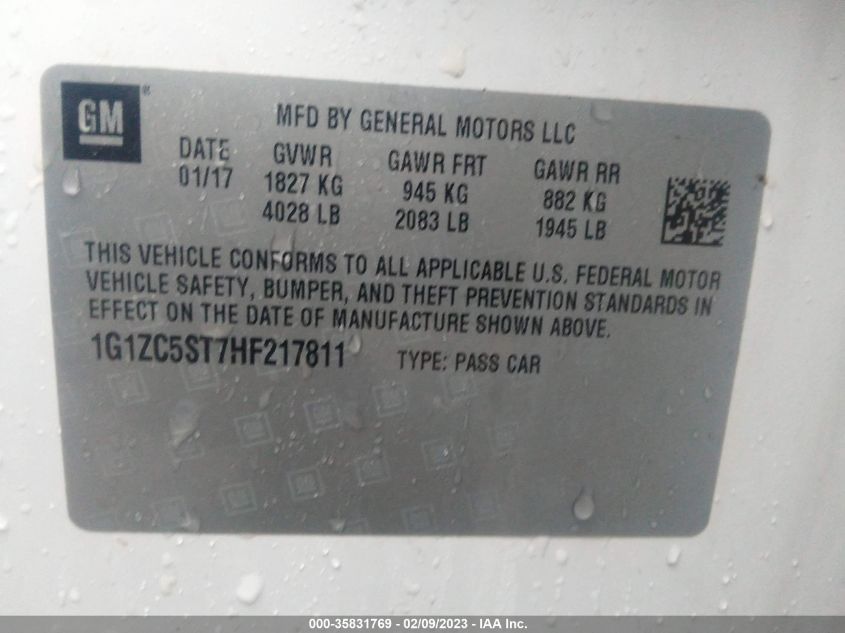 GM ®
MFD BY GENERAL MOTORS LLC
DATE GVWR GAWR FRT GAWR RR
01/17 1827 KG 945 KG 882 KG
4028 LB 2083 LB 1945 LB
THIS VEHICLE CONFORMS TO ALL APPLICABLE U.S. FEDERAL MOTOR
VEHICLE SAFETY, BUMPER, AND THEFT PREVENTION STANDARDS IN
EFFECT ON THE DATE OF MANUFACTURE SHOWN ABOVE.
1G1ZC5ST7HF217811 TYPE: PASS CAR
000-35831769 - 02/09/2023 - IAA Inc.